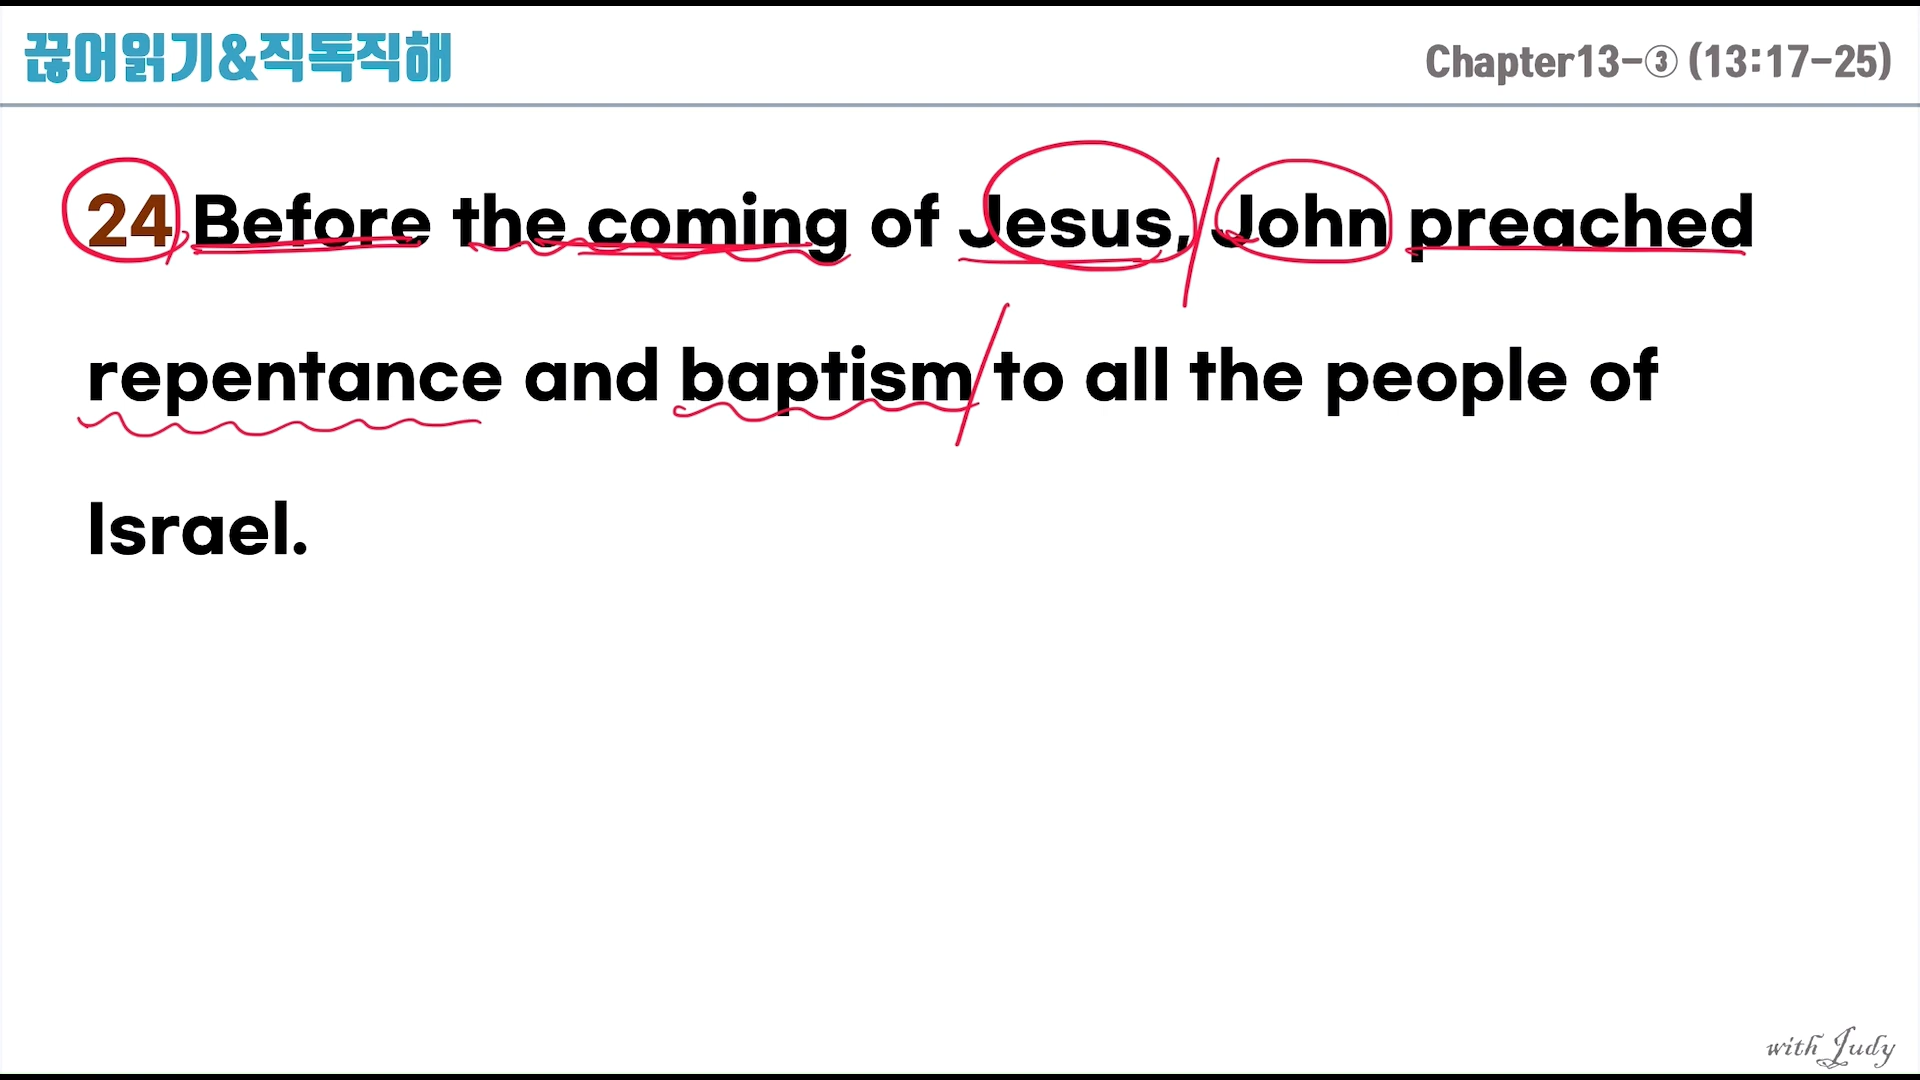 끊어읽기&직독직해
Chapter13-③ (13:17-25)
24 Before the coming of Jesus, John preached
repentance and baptism to all the people of
Israel.
with Judy